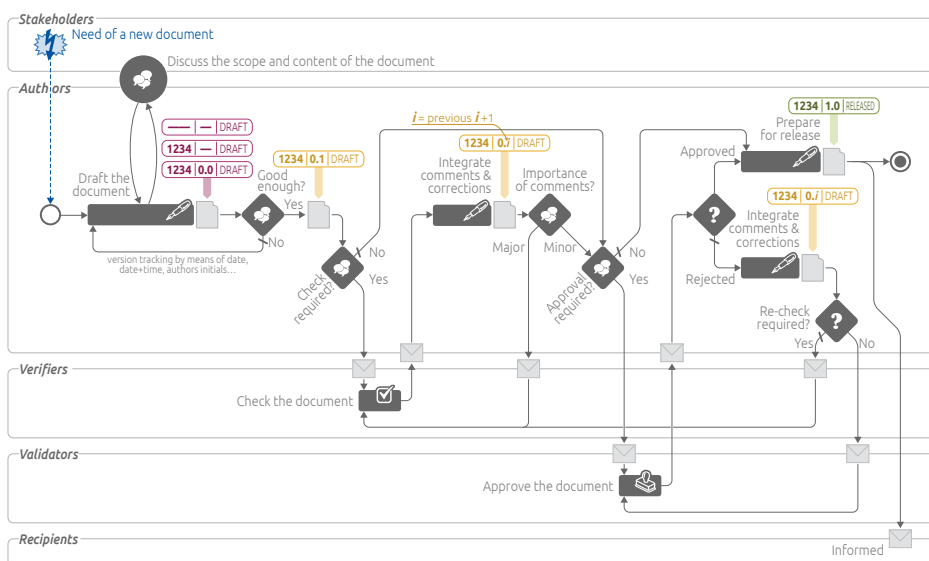 Stakeholders
Need of a new document
Discuss the scope and content of the document
Authors
1234 | 1.0 | RELEASED
i = previous i +1
— | — | DRAFT
1234 | — | DRAFT
1234 | 0.0 | DRAFT
1234 | 0.1 | DRAFT
1234 | 0.i | DRAFT
Prepare
for release
Draft the
document
Good
enough?
Yes
No
Integrate
comments &
corrections
Importance
of comments?
Approved
1234 | 0.i | DRAFT
Integrate
comments &
corrections
version tracking by means of date,
date+time, authors initials...
Check
required?
No
Yes
Major
Minor
Approval
required?
No
Yes
?
Rejected
Re-check
required?
?
Yes
No
Verifiers
Check the document
Validators
Approve the document
Recipients
Informed